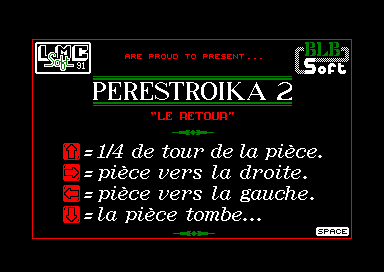 LMC Soft 91
ARE PROUD TO PRESENT...
BLB Soft
PERESTROIKA 2
"LE RETOUR"
= 1/4 de tour de la pièce.
= pièce vers la droite.
= pièce vers la gauche.
= la pièce tombe...
SPACE